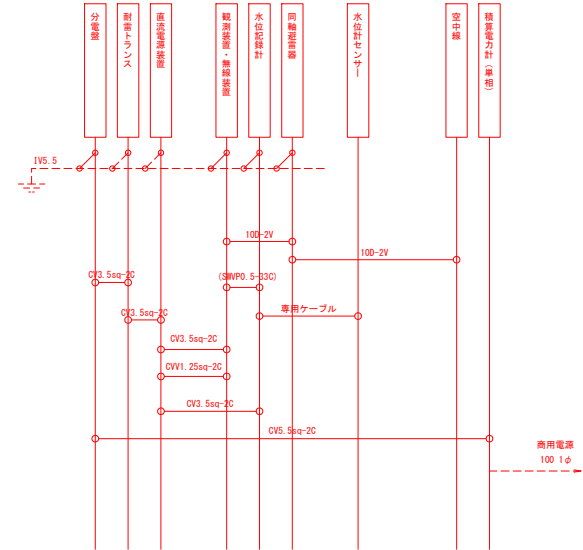 分電盤
耐雷トランス
直流電源装置
観測装置・無線装置
水位記録計
同軸避雷器
水位計センサー
空中線
積算電力計（単相）
IV5.5
10D-2V
10D-2V
CV3.5sq-2C
(SWVP0.5-33C)
専用ケーブル
CV3.5sq-2C
CV3.5sq-2C
CVV1.25sq-2C
CV3.5sq-2C
CV5.5sq-2C
商用電源
100 1φ